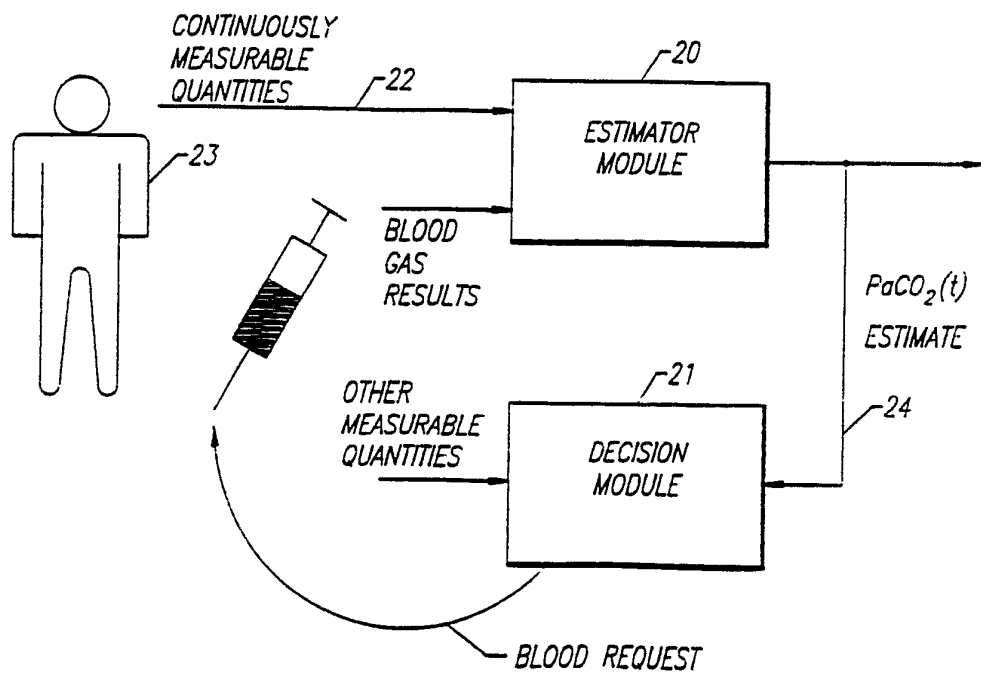 CONTINUOUSLY
MEASURABLE
QUANTITIES
22
20
ESTIMATOR
MODULE
23
BLOOD
GAS
RESULTS
PaCO₂(t)
ESTIMATE
24
OTHER
MEASURABLE
QUANTITIES
21
DECISION
MODULE
BLOOD REQUEST